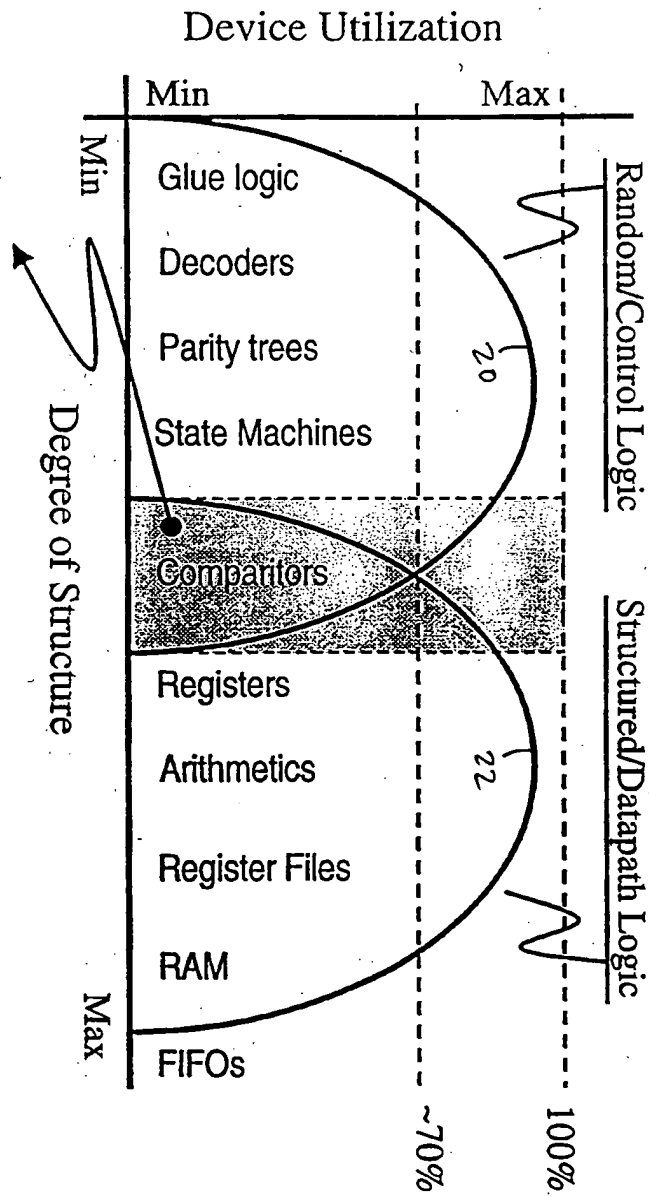 Device Utilization
Min
Max
Min
Glue logic
Decoders
Parity trees
State Machines
Comparitors
Registers
Arithmetics
Register Files
RAM
FIFOs
Max
Degree of Structure
Random/Control Logic
Structured/Datapath Logic
20
22
~70%
100%